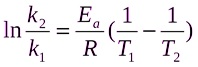 ln k₂/k₁ = Eₐ/R (1/T₁ − 1/T₂)